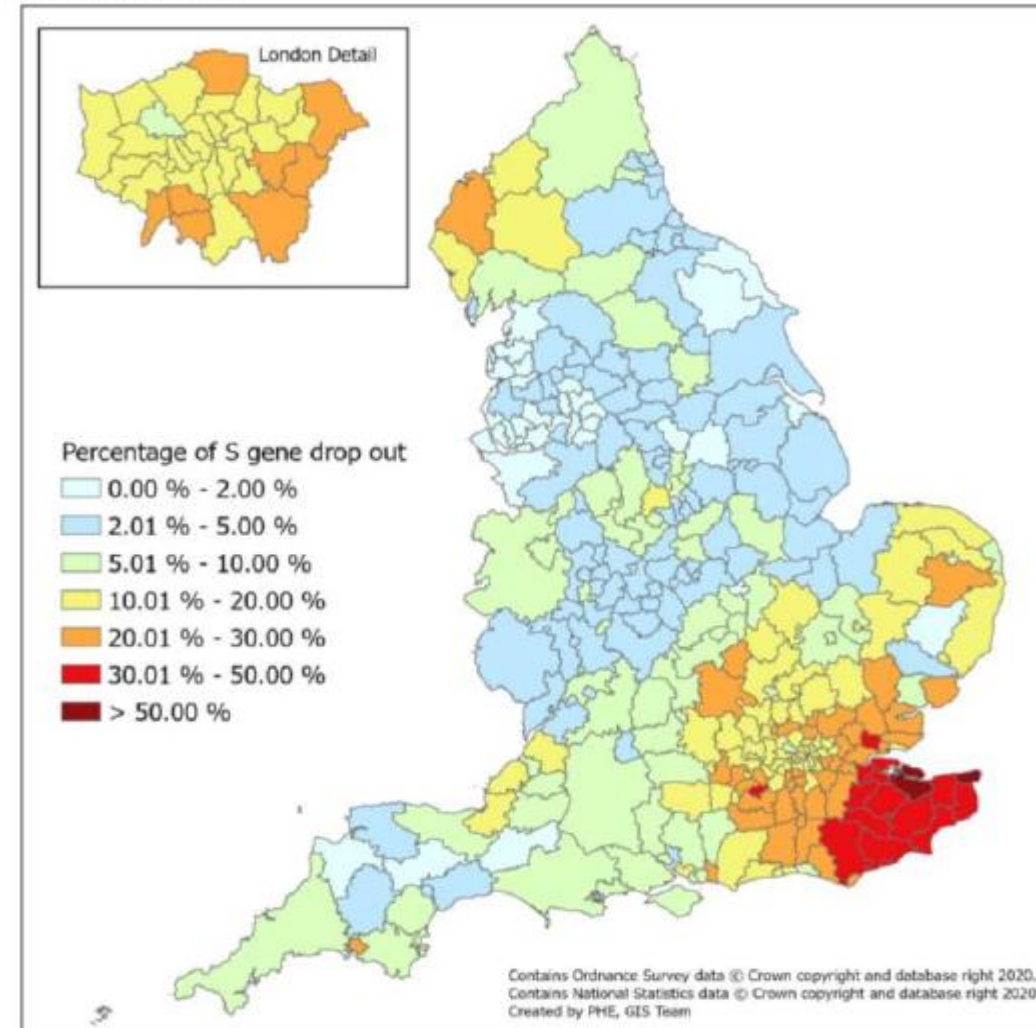 London Detail
Percentage of S gene drop out
0.00 % - 2.00 %
2.01 % - 5.00 %
5.01 % - 10.00 %
10.01 % - 20.00 %
20.01 % - 30.00 %
30.01 % - 50.00 %
> 50.00 %
Contains Ordnance Survey data © Crown copyright and database right 2020.
Contains National Statistics data © Crown copyright and database right 2020
Created by PHE, GIS Team